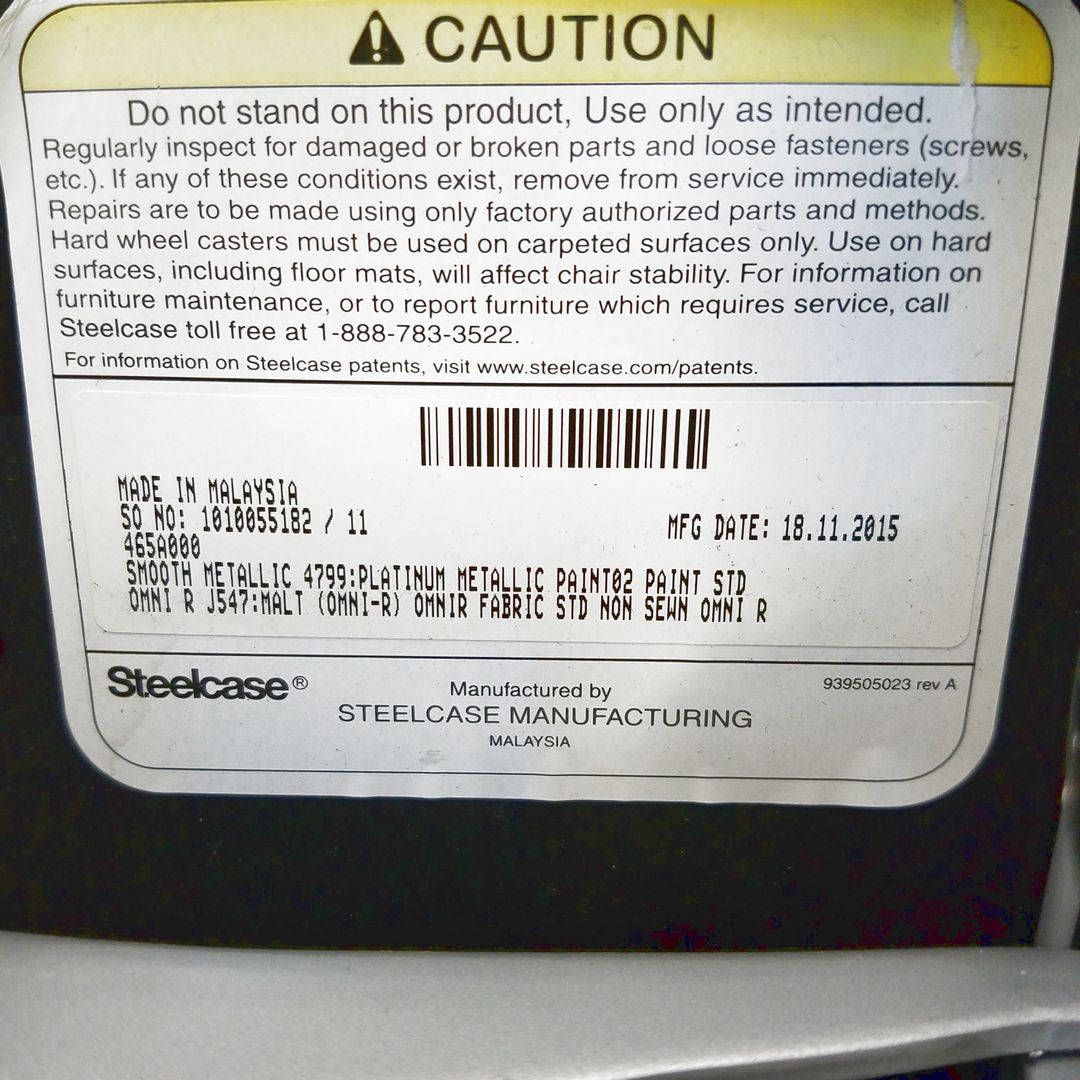 CAUTION
Do not stand on this product, Use only as intended.
Regularly inspect for damaged or broken parts and loose fasteners (screws,
etc.). If any of these conditions exist, remove from service immediately.
Repairs are to be made using only factory authorized parts and methods.
Hard wheel casters must be used on carpeted surfaces only. Use on hard
surfaces, including floor mats, will affect chair stability. For information on
furniture maintenance, or to report furniture which requires service, call
Steelcase toll free at 1-888-783-3522.
For information on Steelcase patents, visit www.steelcase.com/patents.
MADE IN MALAYSIA
SO NO: 1010055182 / 11
MFG DATE: 18.11.2015
465A000
SMOOTH METALLIC 4799:PLATINUM METALLIC PAINT02 PAINT STD
OMNI R J547:MALT (OMNI-R) OMNIR FABRIC STD NON SEWN OMNI R
Steelcase®
Manufactured by
939505023 rev A
STEELCASE MANUFACTURING
MALAYSIA